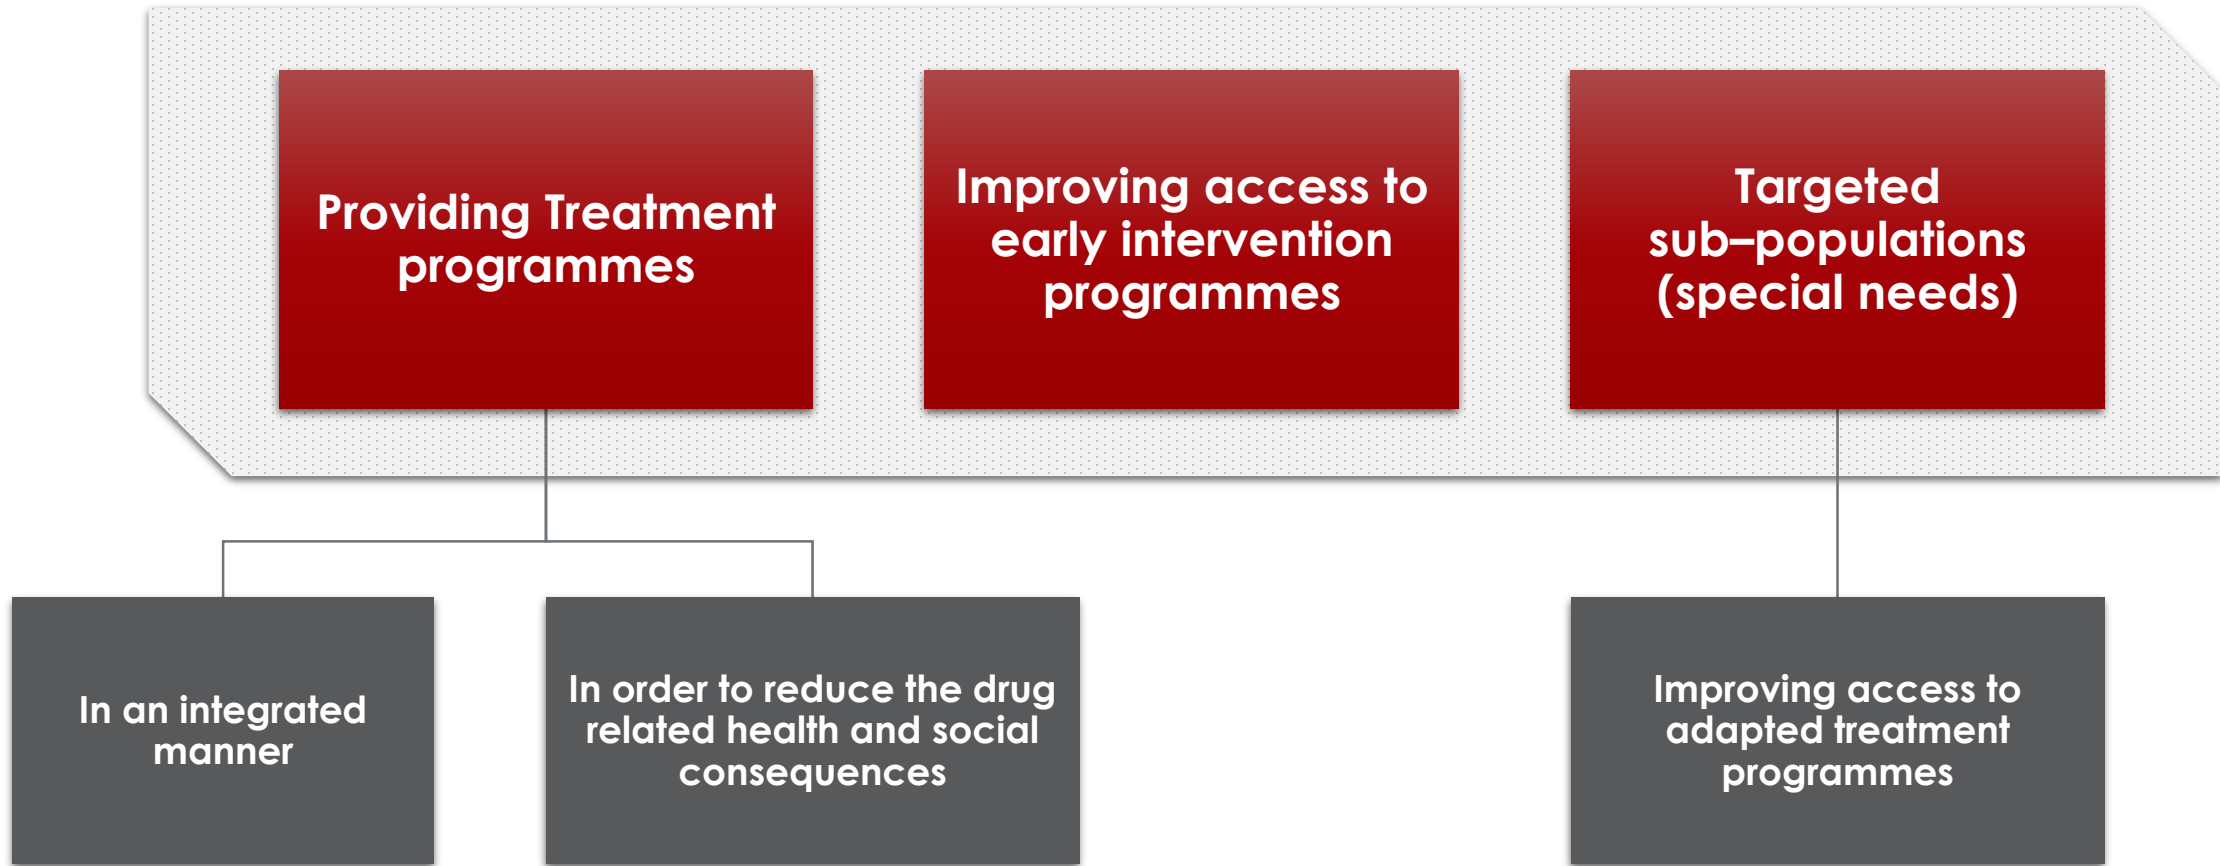 Providing Treatment
programmes
Improving access to
early intervention
programmes
Targeted
sub–populations
(special needs)
In an integrated
manner
In order to reduce the drug
related health and social
consequences
Improving access to
adapted treatment
programmes